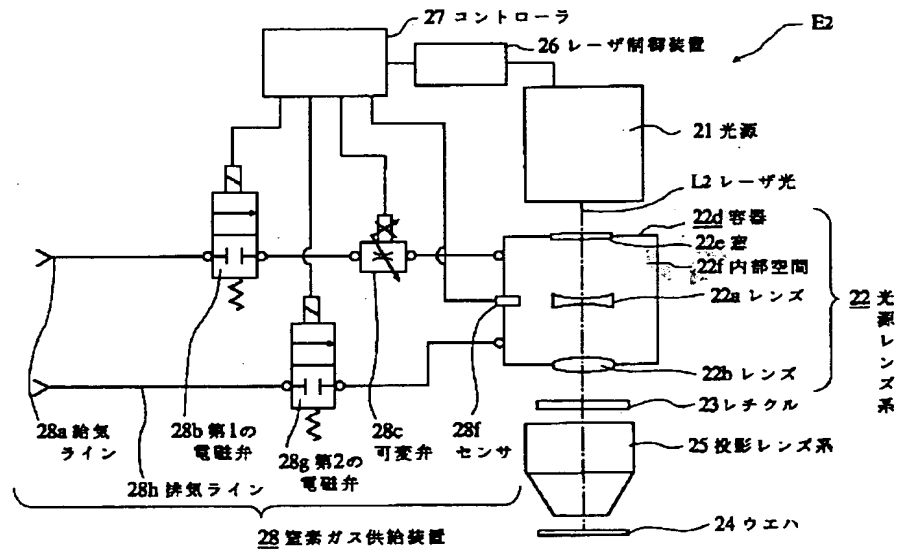 27 コントローラ
E2
26 レーザ制御装置
21 光源
L2 レーザ光
22d 容器
22e 窓
22f 内部空間
22a レンズ
22 光源レンズ系
22b レンズ
23 レチクル
28a 給気
ライン
28b 第1の
電磁弁
28c
可変弁
28f
センサ
25 投影レンズ系
28g 第2の
電磁弁
28h 排気ライン
24 ウエハ
28 窒素ガス供給装置